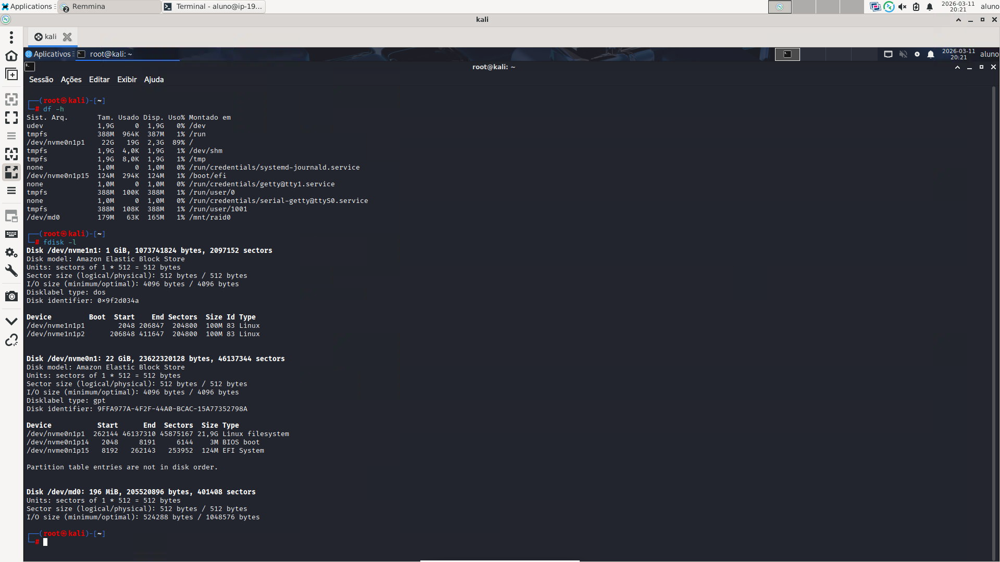 Applications
2
Remmina
Terminal - aluno@ip-19...
2026-03-11
20:21
aluno
kali
kali
Aplicativos
root@kali: ~
2026-03-11
20:21
aluno
root@kali: ~
Sessão Ações Editar Exibir Ajuda
┌──(root㉿kali)-[~]
└─# df -h
Sist. Arq.       Tam. Usado Disp. Uso% Montado em
udev             1,9G     0  1,9G   0% /dev
tmpfs            388M  964K  387M   1% /run
/dev/nvme0n1p1    22G   19G  2,3G  89% /
tmpfs            1,9G  4,0K  1,9G   1% /dev/shm
tmpfs            1,9G  8,0K  1,9G   1% /tmp
none             1,0M     0  1,0M   0% /run/credentials/systemd-journald.service
/dev/nvme0n1p15  124M  294K  124M   1% /boot/efi
none             1,0M     0  1,0M   0% /run/credentials/getty@tty1.service
tmpfs            388M  100K  388M   1% /run/user/0
none             1,0M     0  1,0M   0% /run/credentials/serial-getty@ttyS0.service
tmpfs            388M  108K  388M   1% /run/user/1001
/dev/md0         179M   63K  165M   1% /mnt/raid0
┌──(root㉿kali)-[~]
└─# fdisk -l
Disk /dev/nvme1n1: 1 GiB, 1073741824 bytes, 2097152 sectors
Disk model: Amazon Elastic Block Store
Units: sectors of 1 * 512 = 512 bytes
Sector size (logical/physical): 512 bytes / 512 bytes
I/O size (minimum/optimal): 4096 bytes / 4096 bytes
Disklabel type: dos
Disk identifier: 0×9f2d034a
Device         Boot  Start    End Sectors  Size Id Type
/dev/nvme1n1p1        2048 206847  204800  100M 83 Linux
/dev/nvme1n1p2      206848 411647  204800  100M 83 Linux
Disk /dev/nvme0n1: 22 GiB, 23622320128 bytes, 46137344 sectors
Disk model: Amazon Elastic Block Store
Units: sectors of 1 * 512 = 512 bytes
Sector size (logical/physical): 512 bytes / 512 bytes
I/O size (minimum/optimal): 4096 bytes / 4096 bytes
Disklabel type: gpt
Disk identifier: 9FFA977A-4F2F-44A0-BCAC-15A77352798A
Device           Start      End  Sectors  Size Type
/dev/nvme0n1p1  262144 46137310 45875167 21,9G Linux filesystem
/dev/nvme0n1p14   2048     8191     6144    3M BIOS boot
/dev/nvme0n1p15   8192   262143   253952  124M EFI System
Partition table entries are not in disk order.
Disk /dev/md0: 196 MiB, 205520896 bytes, 401408 sectors
Units: sectors of 1 * 512 = 512 bytes
Sector size (logical/physical): 512 bytes / 512 bytes
I/O size (minimum/optimal): 524288 bytes / 1048576 bytes
┌──(root㉿kali)-[~]
└─#